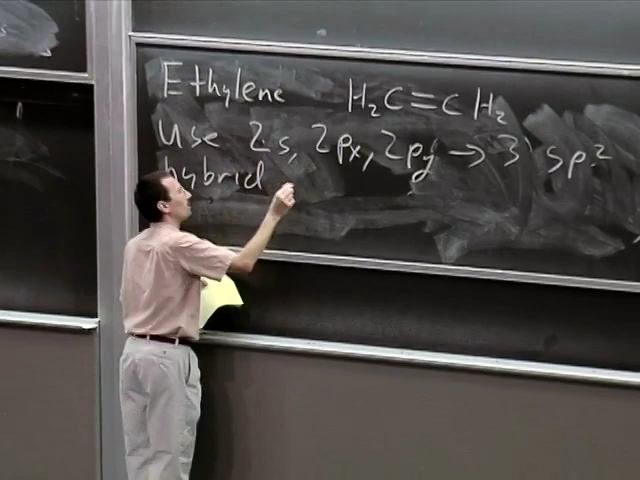 Ethylene H₂C=CH₂
use 2s, 2px, 2py → 3 sp²
hybrid